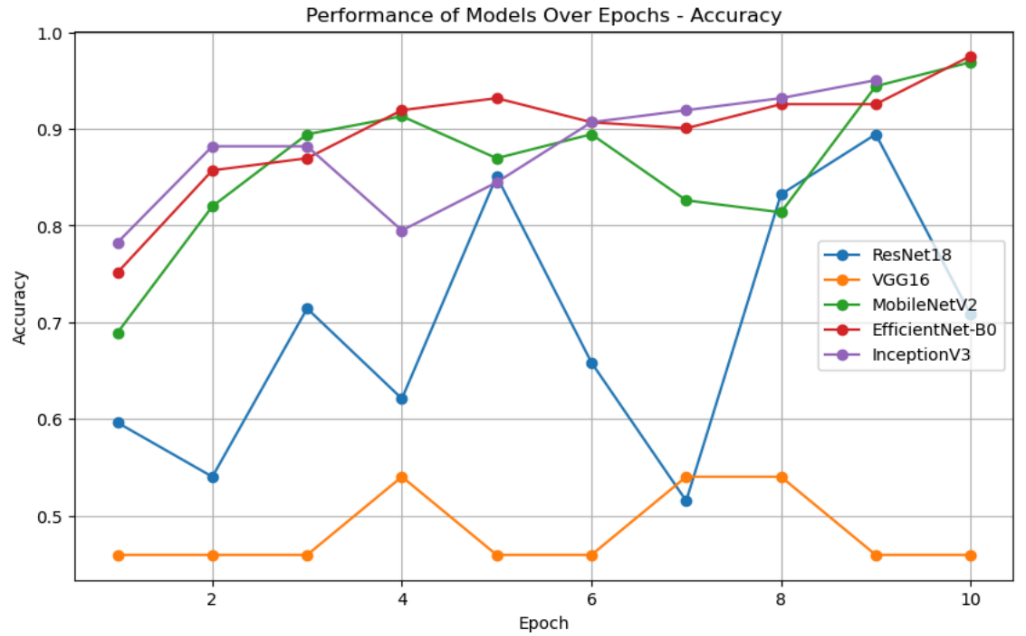 Performance of Models Over Epochs - Accuracy
1.0
0.9
0.8
0.7
0.6
0.5
Accuracy
ResNet18
VGG16
MobileNetV2
EfficientNet-B0
InceptionV3
2
4
6
8
10
Epoch